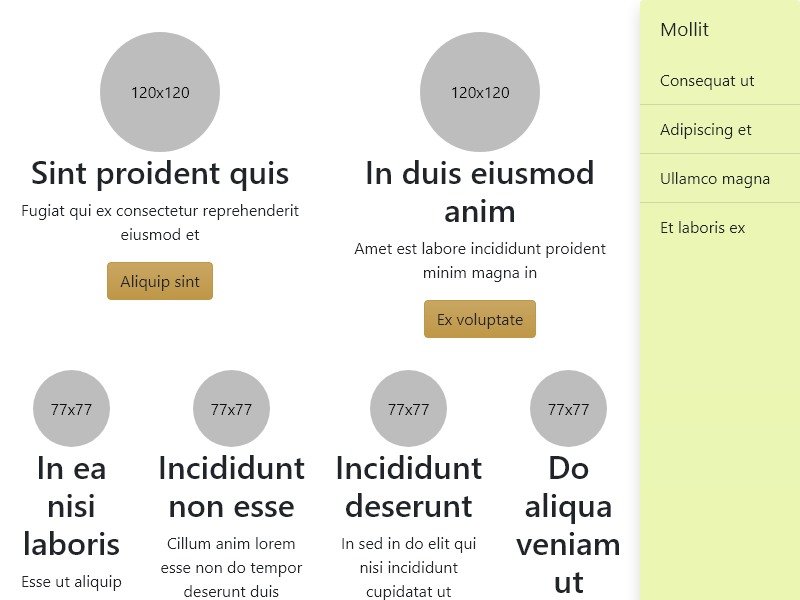 120x120
Sint proident quis
Fugiat qui ex consectetur reprehenderit
eiusmod et
Aliquip sint
120x120
In duis eiusmod
anim
Amet est labore incididunt proident
minim magna in
Ex voluptate
77x77
In ea
nisi
laboris
Esse ut aliquip
77x77
Incididunt
non esse
Cillum anim lorem
esse non do tempor
deserunt duis
77x77
Incididunt
deserunt
In sed in do elit qui
nisi incididunt
cupidatat ut
77x77
Do
aliqua
veniam
ut
Mollit
Consequat ut
Adipiscing et
Ullamco magna
Et laboris ex